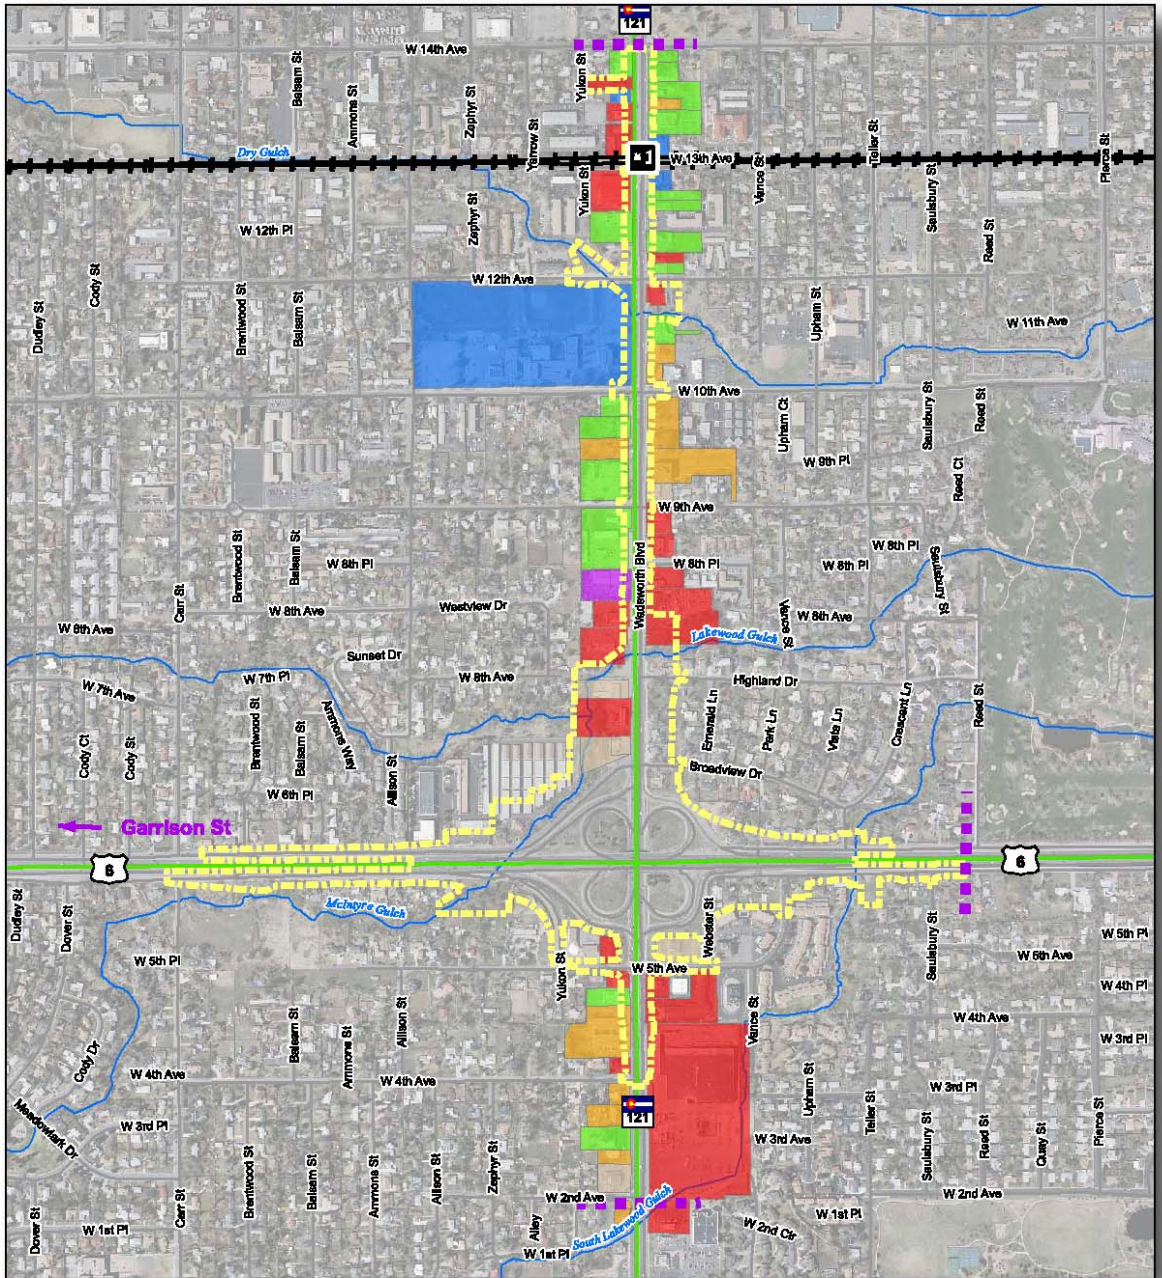 121
W 14th Ave
Yukon St
Balsam St
Ammons St
Zephyr St
Yarrow St
Teller St
Pierce St
Dry Gulch
W 13th Ave
Vance St
Saulsbury St
Yukon St
Zephyr St
W 12th Pl
Reed St
Cody St
W 12th Ave
Dudley St
Brentwood St
Balsam St
Upham St
W 11th Ave
W 10th Ave
Saulsbury St
Reed St
Upham Ct
W 9th Pl
Reed Ct
W 9th Ave
Wadsworth Blvd
W 8th Pl
Brentwood St
Balsam St
W 8th Pl
W 8th Pl
W 8th Pl
Saulsbury St
Carr St
W 8th Ave
Westview Dr
Vance St
W 8th Ave
W 8th Ave
Lakewood Gulch
Sunset Dr
W 7th Pl
W 8th Ave
Highland Dr
W 7th Ave
Brentwood St
Balsam St
Ammons Way
Emerald Ln
Park Ln
Vista Ln
Crescent Ln
Reed St
Cody Ct
Cody St
Allison St
Broadview Dr
W 6th Pl
Garrison St
6
6
Dudley St
Dover St
McIntyre Gulch
Webster St
Saulsbury St
W 5th Pl
W 5th Pl
Yukon St
W 5th Ave
W 5th Ave
W 4th Pl
Balsam St
Ammons St
Allison St
Vance St
W 4th Ave
W 3rd Pl
Cody Dr
W 4th Ave
W 4th Ave
Upham St
W 3rd Pl
121
Meadowlark Dr
W 3rd Pl
W 3rd Ave
Teller St
Saulsbury St
Reed St
Quay St
Pierce St
Brentwood St
Balsam St
Ammons St
Allison St
Zephyr St
W 2nd Ave
W 2nd Ave
Dover St
W 1st Pl
Carr St
Alley
South Lakewood Gulch
W 2nd Cir
W 1st Pl
W 1st Pl